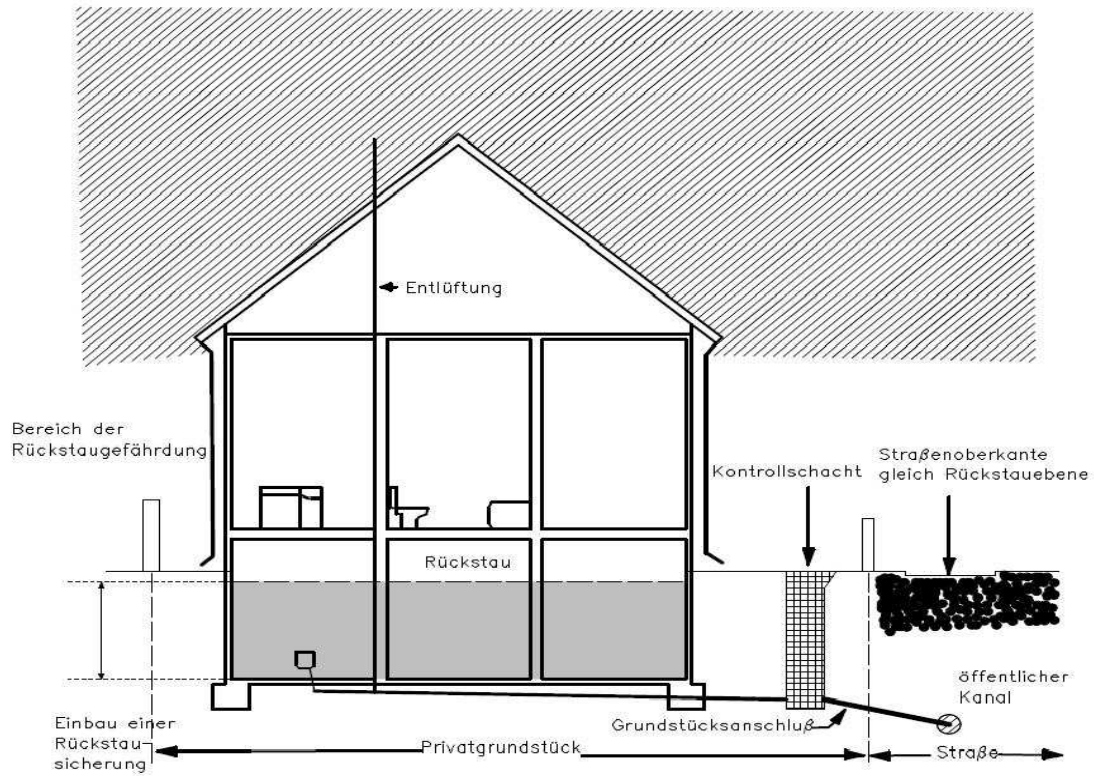 Entlüftung
Bereich der
Rückstaugefährdung
Kontrollschacht
Straßenoberkante
gleich Rückstauebene
Rückstau
öffentlicher
Kanal
Einbau einer
Rückstau
sicherung
Grundstücksanschluß
Privatgrundstück
Straße